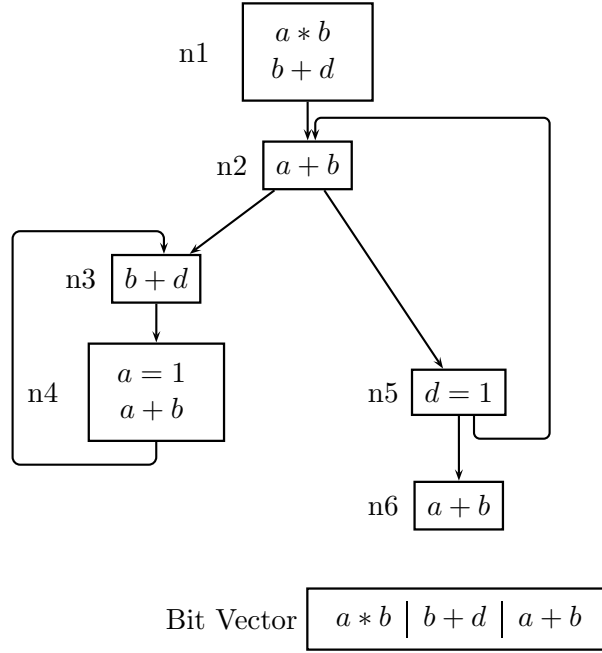 n1
a ∗ b
b + d
n2
a + b
n3
b + d
n4
a = 1
a + b
n5
d = 1
n6
a + b
Bit Vector a ∗ b | b + d | a + b